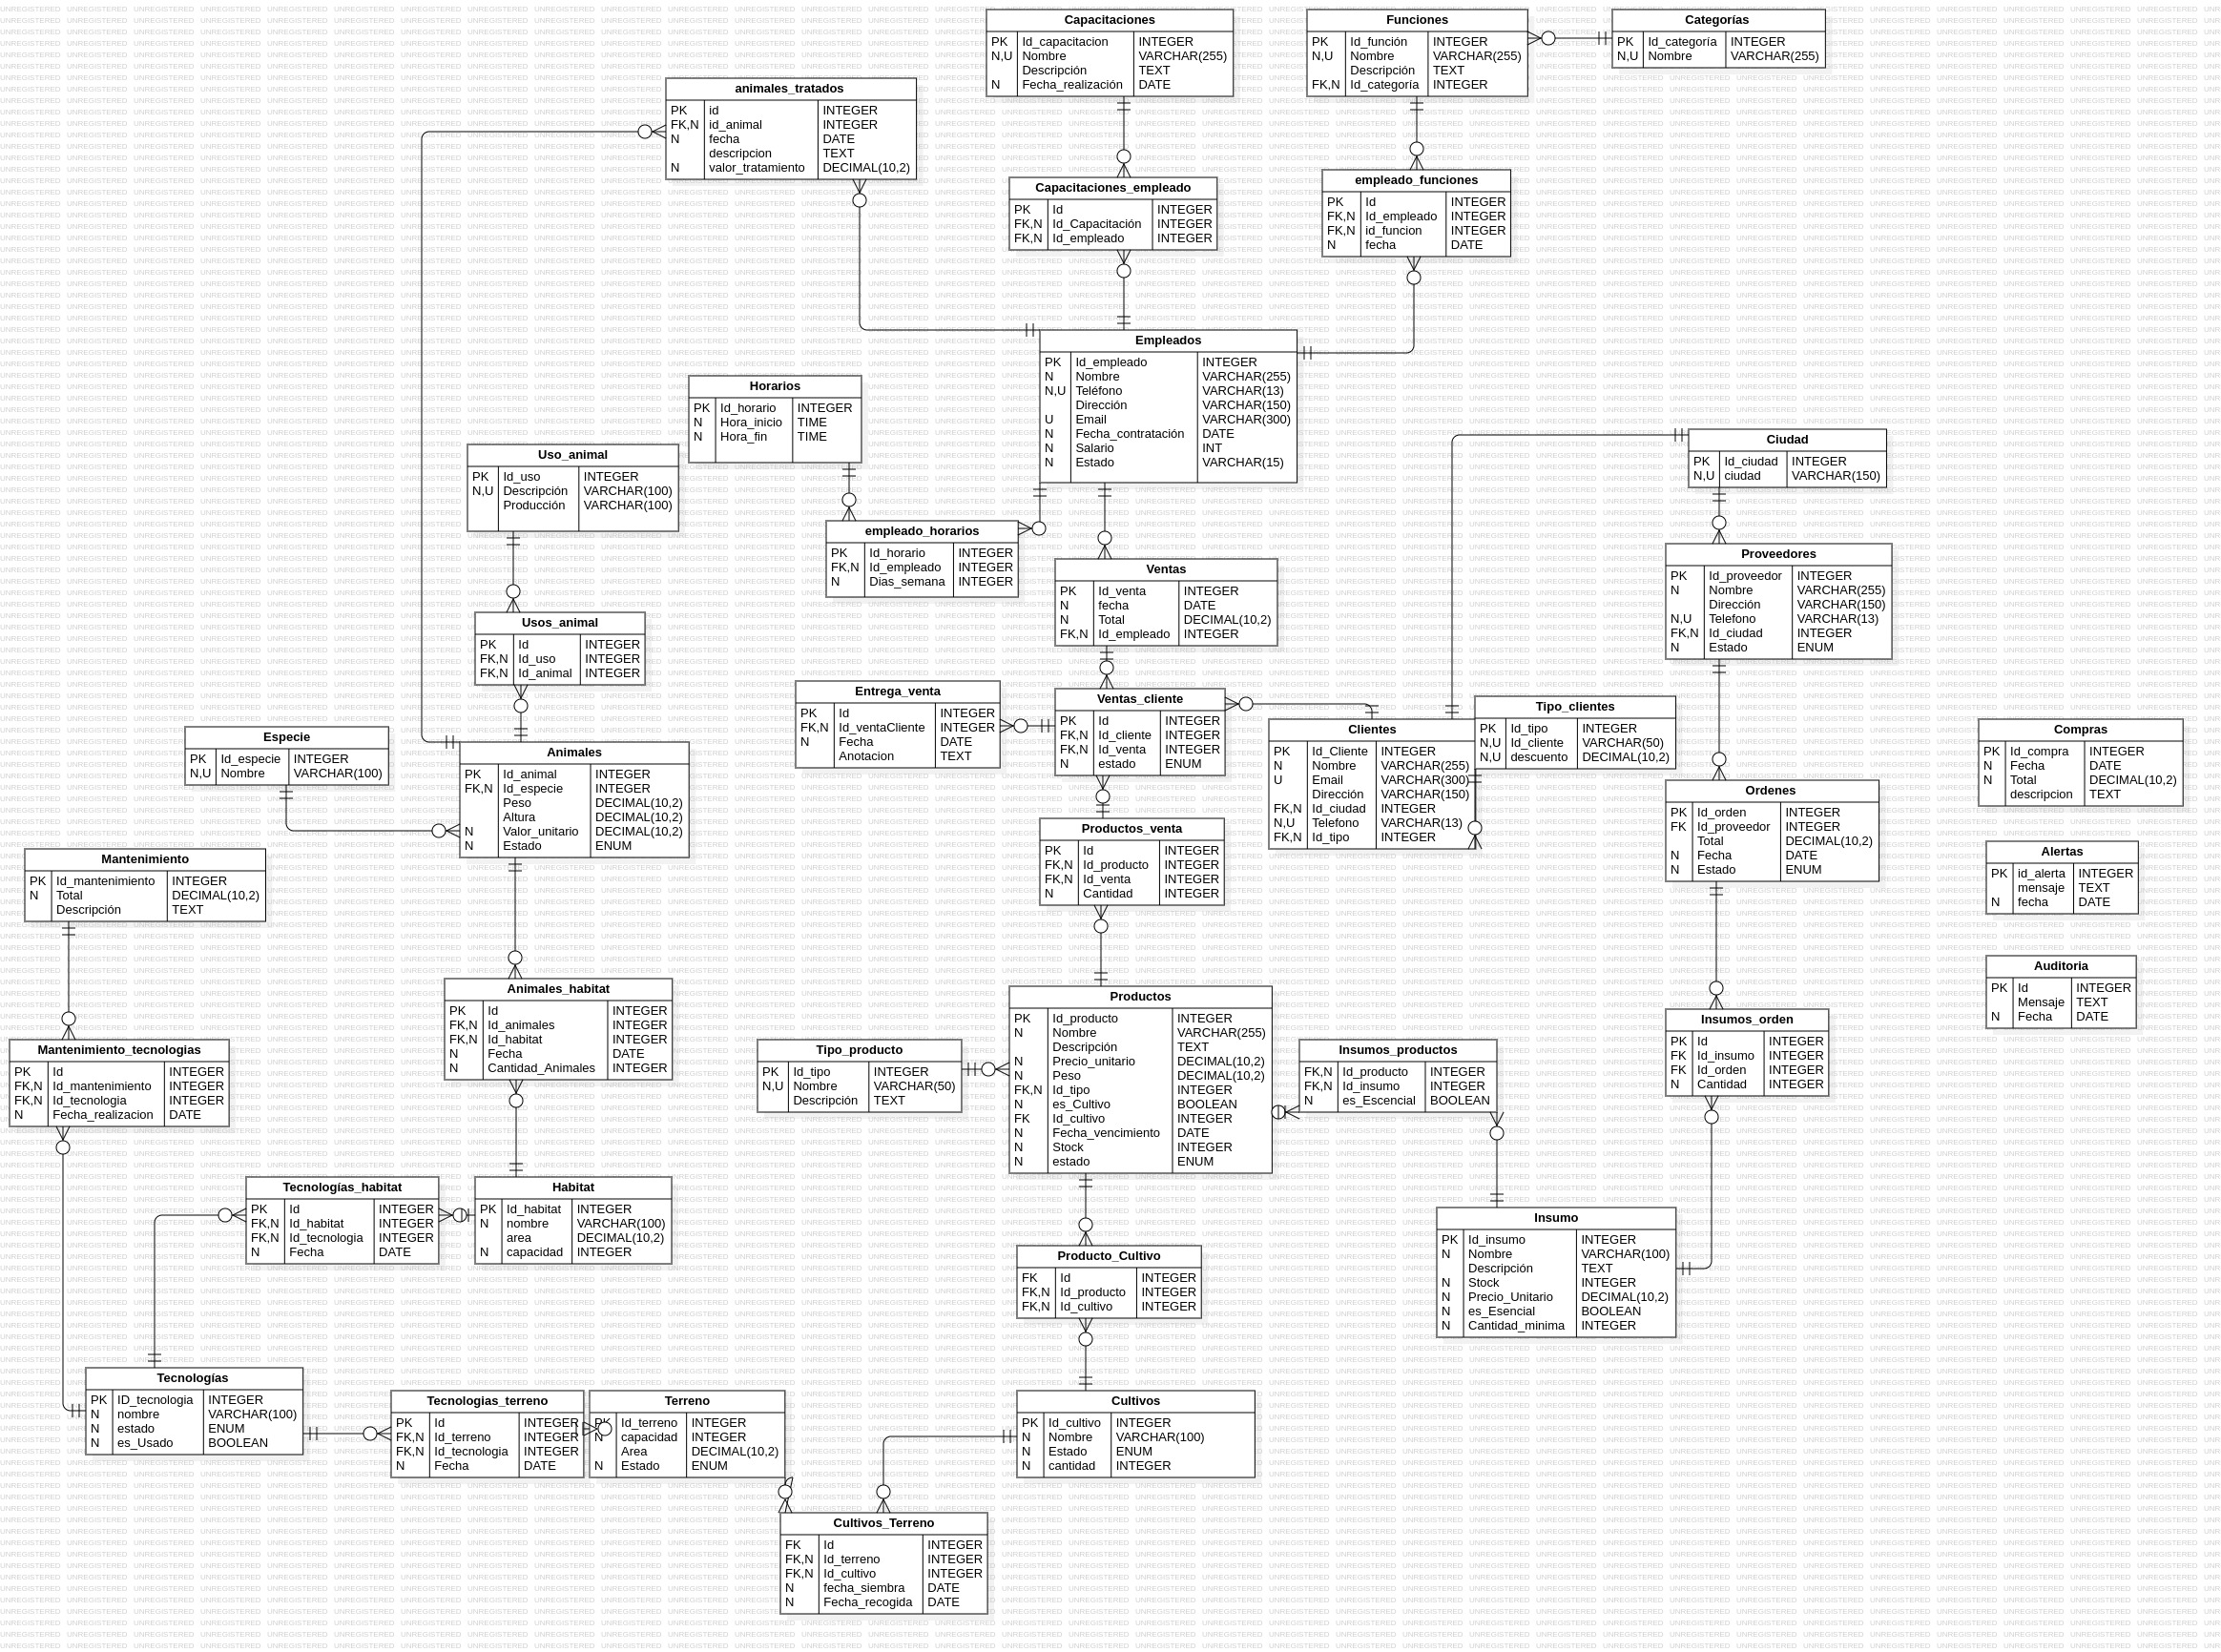 Capacitaciones
PK Id_capacitacion INTEGER
N,U Nombre VARCHAR(255)
Descripción TEXT
N Fecha_realización DATE
Funciones
PK Id_función INTEGER
N,U Nombre VARCHAR(255)
Descripción TEXT
FK,N Id_categoría INTEGER
Categorías
PK Id_categoría INTEGER
N,U Nombre VARCHAR(255)
animales_tratados
PK id INTEGER
FK,N id_animal INTEGER
N fecha DATE
descripcion TEXT
N valor_tratamiento DECIMAL(10,2)
Capacitaciones_empleado
PK Id INTEGER
FK,N Id_Capacitación INTEGER
FK,N Id_empleado INTEGER
empleado_funciones
PK Id INTEGER
FK,N Id_empleado INTEGER
FK,N id_funcion INTEGER
N fecha DATE
Empleados
PK Id_empleado INTEGER
N Nombre VARCHAR(255)
N,U Teléfono VARCHAR(13)
Dirección VARCHAR(150)
U Email VARCHAR(300)
N Fecha_contratación DATE
N Salario INT
N Estado VARCHAR(15)
Horarios
PK Id_horario INTEGER
N Hora_inicio TIME
N Hora_fin TIME
Uso_animal
PK Id_uso INTEGER
N,U Descripción VARCHAR(100)
Producción VARCHAR(100)
Ciudad
PK Id_ciudad INTEGER
N,U ciudad VARCHAR(150)
empleado_horarios
PK Id_horario INTEGER
FK,N Id_empleado INTEGER
N Dias_semana INTEGER
Ventas
PK Id_venta INTEGER
N fecha DATE
N Total DECIMAL(10,2)
FK,N Id_empleado INTEGER
Proveedores
PK Id_proveedor INTEGER
N Nombre VARCHAR(255)
Dirección VARCHAR(150)
N,U Telefono VARCHAR(13)
FK,N Id_ciudad INTEGER
N Estado ENUM
Usos_animal
PK Id INTEGER
FK,N Id_uso INTEGER
FK,N Id_animal INTEGER
Entrega_venta
PK Id INTEGER
FK,N Id_ventaCliente INTEGER
N Fecha DATE
Anotacion TEXT
Ventas_cliente
PK Id INTEGER
FK,N Id_cliente INTEGER
FK,N Id_venta INTEGER
N estado ENUM
Clientes
PK Id_Cliente INTEGER
N Nombre VARCHAR(255)
U Email VARCHAR(300)
Dirección VARCHAR(150)
FK,N Id_ciudad INTEGER
N,U Telefono VARCHAR(13)
FK,N Id_tipo INTEGER
Tipo_clientes
PK Id_tipo INTEGER
N,U Id_cliente VARCHAR(50)
N,U descuento DECIMAL(10,2)
Compras
PK Id_compra INTEGER
N Fecha DATE
N Total DECIMAL(10,2)
descripcion TEXT
Especie
PK Id_especie INTEGER
N,U Nombre VARCHAR(100)
Animales
PK Id_animal INTEGER
FK,N Id_especie INTEGER
Peso DECIMAL(10,2)
Altura DECIMAL(10,2)
N Valor_unitario DECIMAL(10,2)
N Estado ENUM
Ordenes
PK Id_orden INTEGER
FK Id_proveedor INTEGER
Total DECIMAL(10,2)
N Fecha DATE
N Estado ENUM
Productos_venta
PK Id INTEGER
FK,N Id_producto INTEGER
FK,N Id_venta INTEGER
N Cantidad INTEGER
Alertas
PK id_alerta INTEGER
mensaje TEXT
N fecha DATE
Mantenimiento
PK Id_mantenimiento INTEGER
N Total DECIMAL(10,2)
Descripción TEXT
Auditoria
PK Id INTEGER
Mensaje TEXT
N Fecha DATE
Animales_habitat
PK Id INTEGER
FK,N Id_animales INTEGER
FK,N Id_habitat INTEGER
N Fecha DATE
N Cantidad_Animales INTEGER
Productos
PK Id_producto INTEGER
N Nombre VARCHAR(255)
Descripción TEXT
N Precio_unitario DECIMAL(10,2)
N Peso DECIMAL(10,2)
FK,N Id_tipo INTEGER
N es_Cultivo BOOLEAN
FK Id_cultivo INTEGER
N Fecha_vencimiento DATE
N Stock INTEGER
N estado ENUM
Insumos_orden
PK Id INTEGER
FK Id_insumo INTEGER
FK Id_orden INTEGER
N Cantidad INTEGER
Mantenimiento_tecnologias
PK Id INTEGER
FK,N Id_mantenimiento INTEGER
FK,N Id_tecnologia INTEGER
N Fecha_realizacion DATE
Tipo_producto
PK Id_tipo INTEGER
N,U Nombre VARCHAR(50)
Descripción TEXT
Insumos_productos
FK,N Id_producto INTEGER
FK,N Id_insumo INTEGER
N es_Escencial BOOLEAN
Tecnologías_habitat
PK Id INTEGER
FK,N Id_habitat INTEGER
FK,N Id_tecnologia INTEGER
N Fecha DATE
Habitat
PK Id_habitat INTEGER
N nombre VARCHAR(100)
area DECIMAL(10,2)
N capacidad INTEGER
Insumo
PK Id_insumo INTEGER
N Nombre VARCHAR(100)
Descripción TEXT
N Stock INTEGER
N Precio_Unitario DECIMAL(10,2)
N es_Esencial BOOLEAN
N Cantidad_minima INTEGER
Producto_Cultivo
FK Id INTEGER
FK,N Id_producto INTEGER
FK,N Id_cultivo INTEGER
Tecnologías
PK ID_tecnologia INTEGER
N nombre VARCHAR(100)
N estado ENUM
N es_Usado BOOLEAN
Tecnologias_terreno
PK Id INTEGER
FK,N Id_terreno INTEGER
FK,N Id_tecnologia INTEGER
N Fecha DATE
Terreno
PK Id_terreno INTEGER
N capacidad INTEGER
Area DECIMAL(10,2)
N Estado ENUM
Cultivos
PK Id_cultivo INTEGER
N Nombre VARCHAR(100)
N Estado ENUM
N cantidad INTEGER
Cultivos_Terreno
FK Id INTEGER
FK,N Id_terreno INTEGER
FK,N Id_cultivo INTEGER
N fecha_siembra DATE
N Fecha_recogida DATE